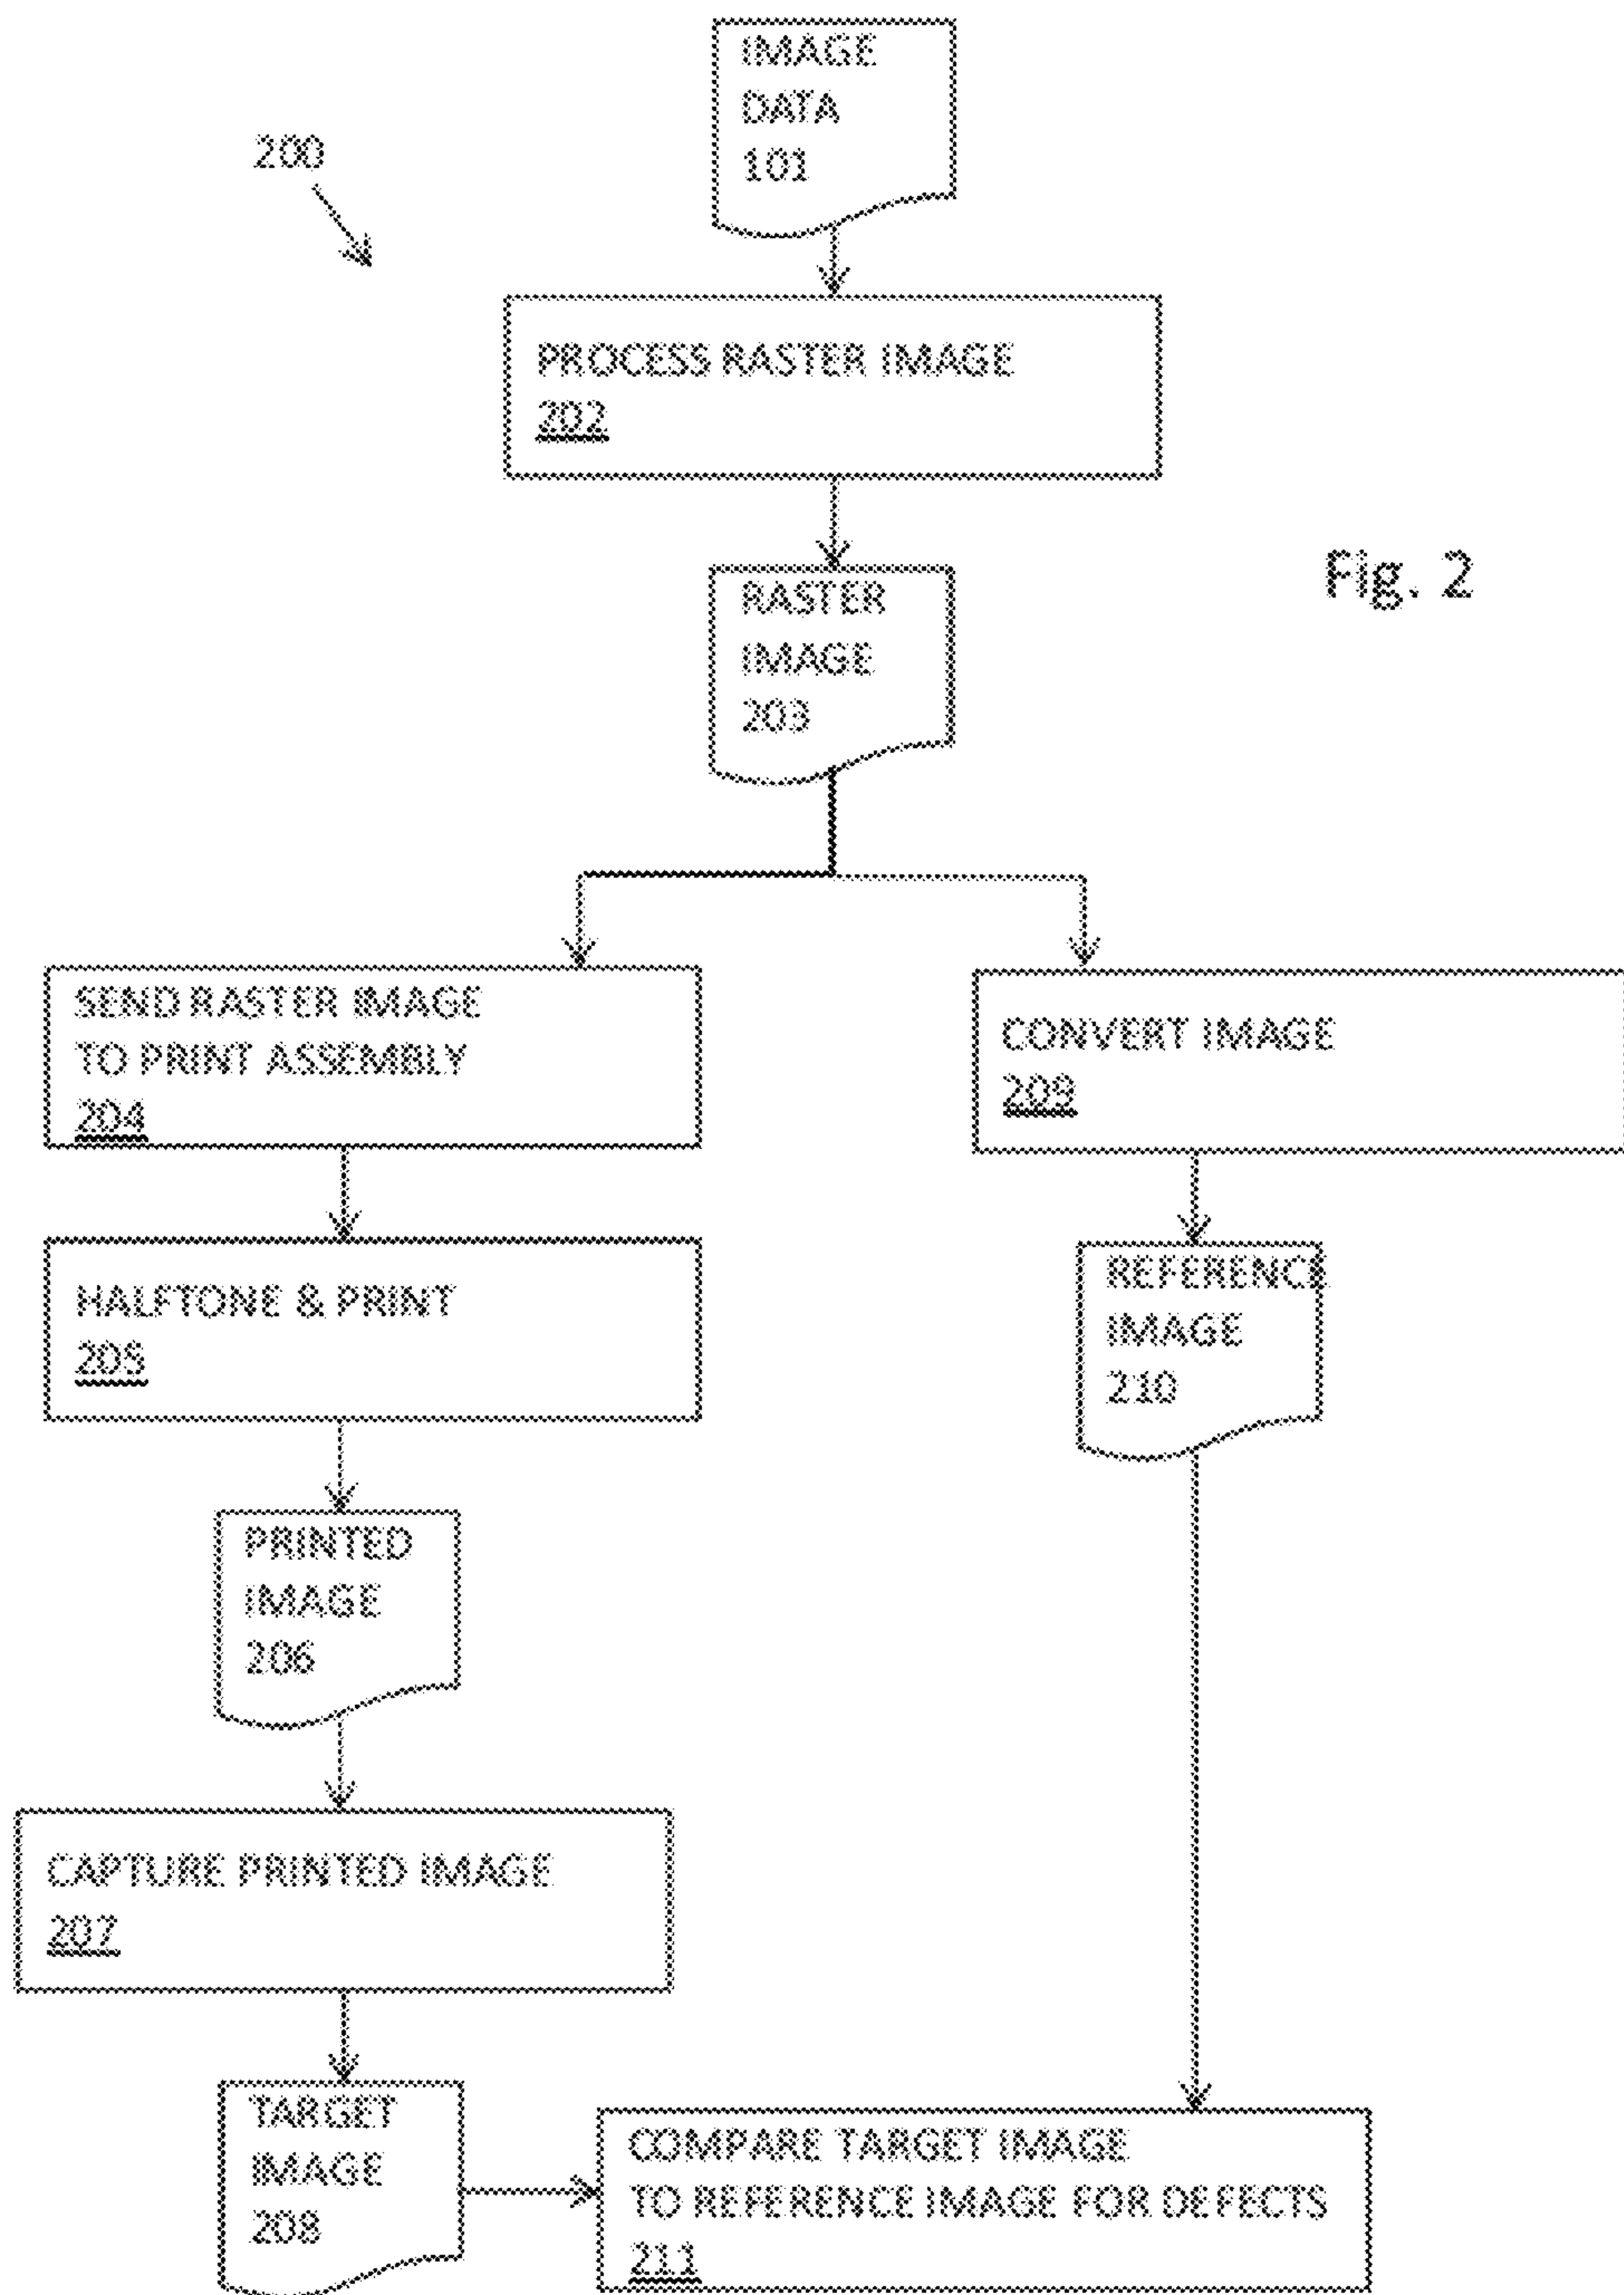 IMAGE
DATA
101
200
PROCESS RASTER IMAGE
202
Fig. 2
RASTER
IMAGE
203
SEND RASTER IMAGE
TO PRINT ASSEMBLY
204
CONVERT IMAGE
209
HALFTONE & PRINT
205
REFERENCE
IMAGE
210
PRINTED
IMAGE
206
CAPTURE PRINTED IMAGE
207
TARGET
IMAGE
208
COMPARE TARGET IMAGE
TO REFERENCE IMAGE FOR DEFECTS
211